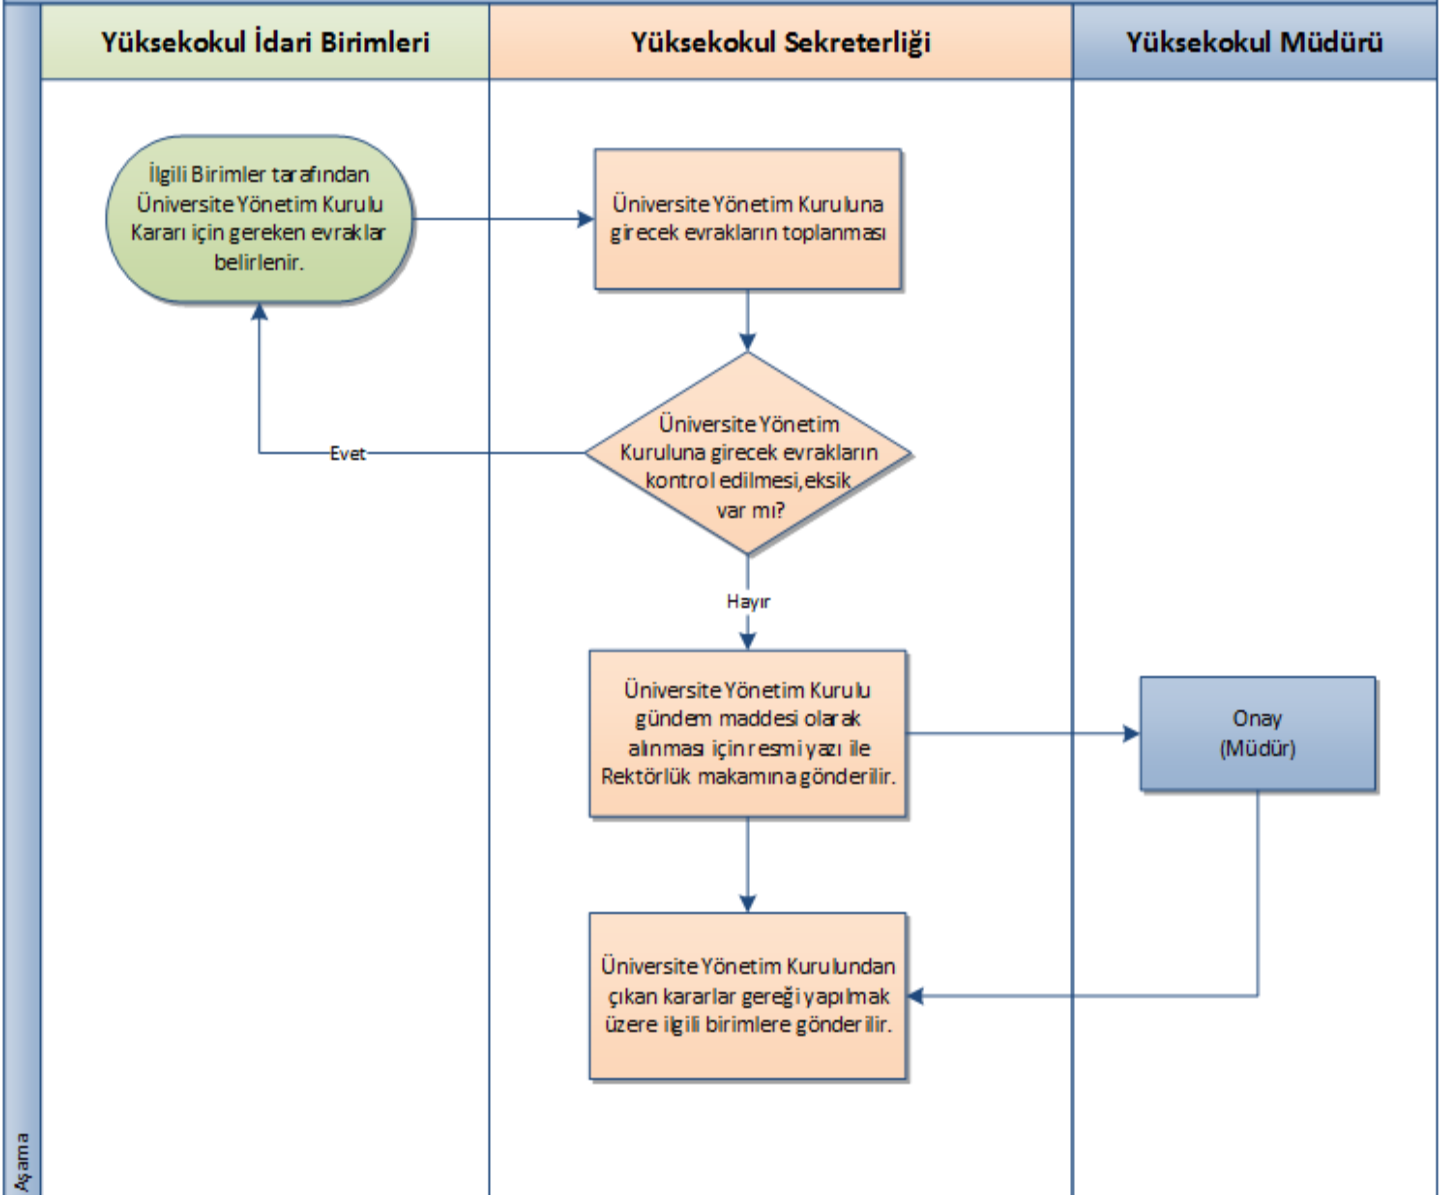 Yüksekokul İdari Birimleri
Yüksekokul Sekreterliği
Yüksekokul Müdürü
İlgili Birimler tarafından
Üniversite Yönetim Kurulu
Kararı için gereken evraklar
belirlenir.
Üniversite Yönetim Kuruluna
girecek evrakların toplanması
Üniversite Yönetim
Kuruluna girecek evrakların
kontrol edilmesi,eksik
var mı?
Evet
Hayır
Üniversite Yönetim Kurulu
gündem maddesi olarak
alınması için resmi yazı ile
Rektörlük makamına gönderilir.
Onay
(Müdür)
Üniversite Yönetim Kurulundan
çıkan kararlar gereği yapılmak
üzere ilgili birimlere gönderilir.
Aşama